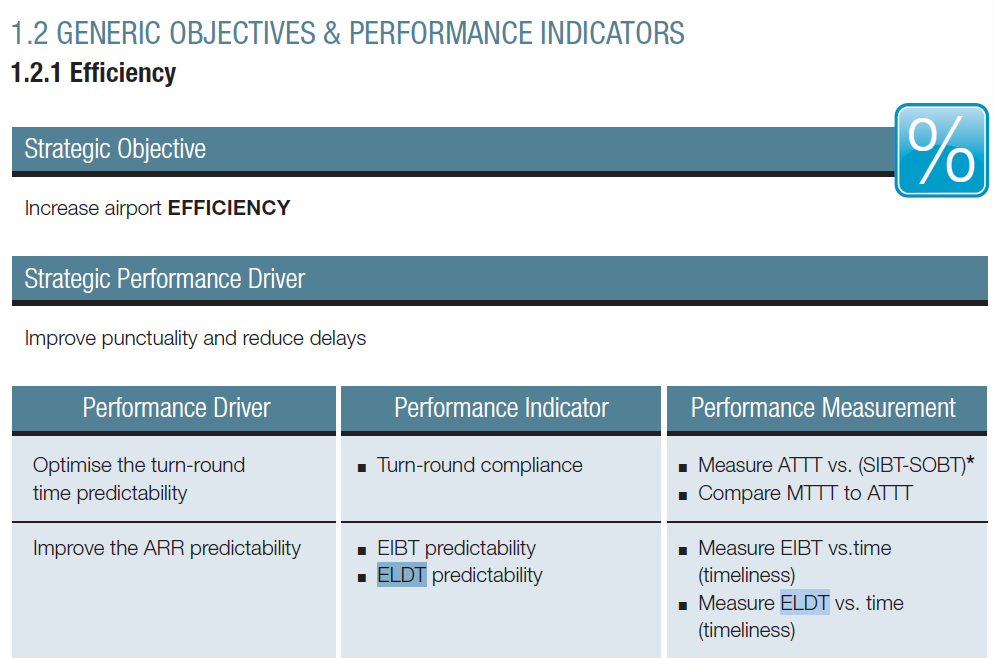 1.2 GENERIC OBJECTIVES & PERFORMANCE INDICATORS
1.2.1 Efficiency
%
Strategic Objective
Increase airport EFFICIENCY
Strategic Performance Driver
Improve punctuality and reduce delays
Performance Driver
Performance Indicator
Performance Measurement
Optimise the turn-round
time predictability
■ Turn-round compliance
■ Measure ATTT vs. (SIBT-SOBT)*
■ Compare MTTT to ATTT
Improve the ARR predictability
■ EIBT predictability
■ ELDT predictability
■ Measure EIBT vs.time
(timeliness)
■ Measure ELDT vs. time
(timeliness)